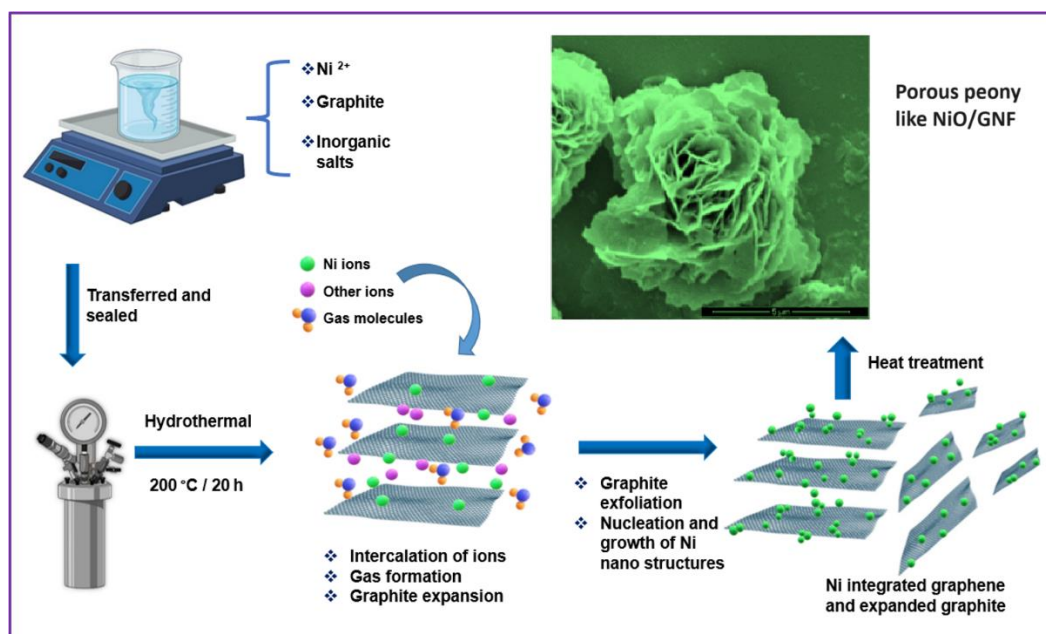 ❖ Ni 2+
❖ Graphite
❖ Inorganic
salts
Porous peony
like NiO/GNF
5 µm
Transferred and
sealed
Ni ions
Other ions
Gas molecules
Heat treatment
Hydrothermal
200 °C / 20 h
❖ Intercalation of ions
❖ Gas formation
❖ Graphite expansion
❖ Graphite
exfoliation
❖ Nucleation and
growth of Ni
nano structures
Ni integrated graphene
and expanded graphite